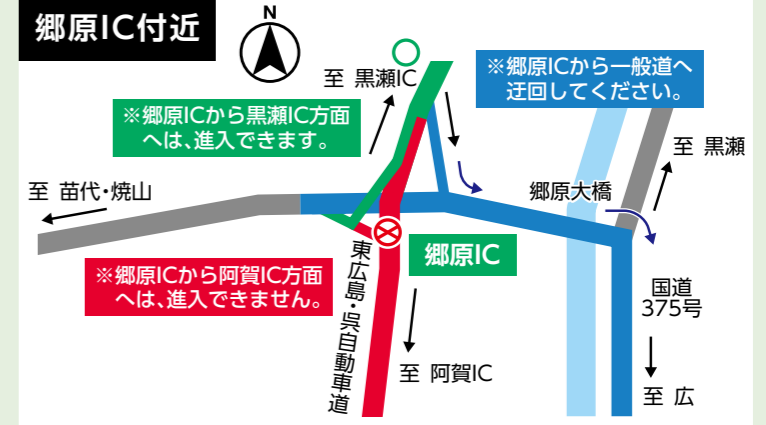 郷原IC付近
N
至 黒瀬IC
※郷原ICから一般道へ
迂回してください。
※郷原ICから黒瀬IC方面
へは、進入できます。
至 黒瀬
至 苗代・焼山
郷原大橋
郷原IC
※郷原ICから阿賀IC方面
へは、進入できません。
東広島・呉自動車道
国道
375号
至 阿賀IC
至 広